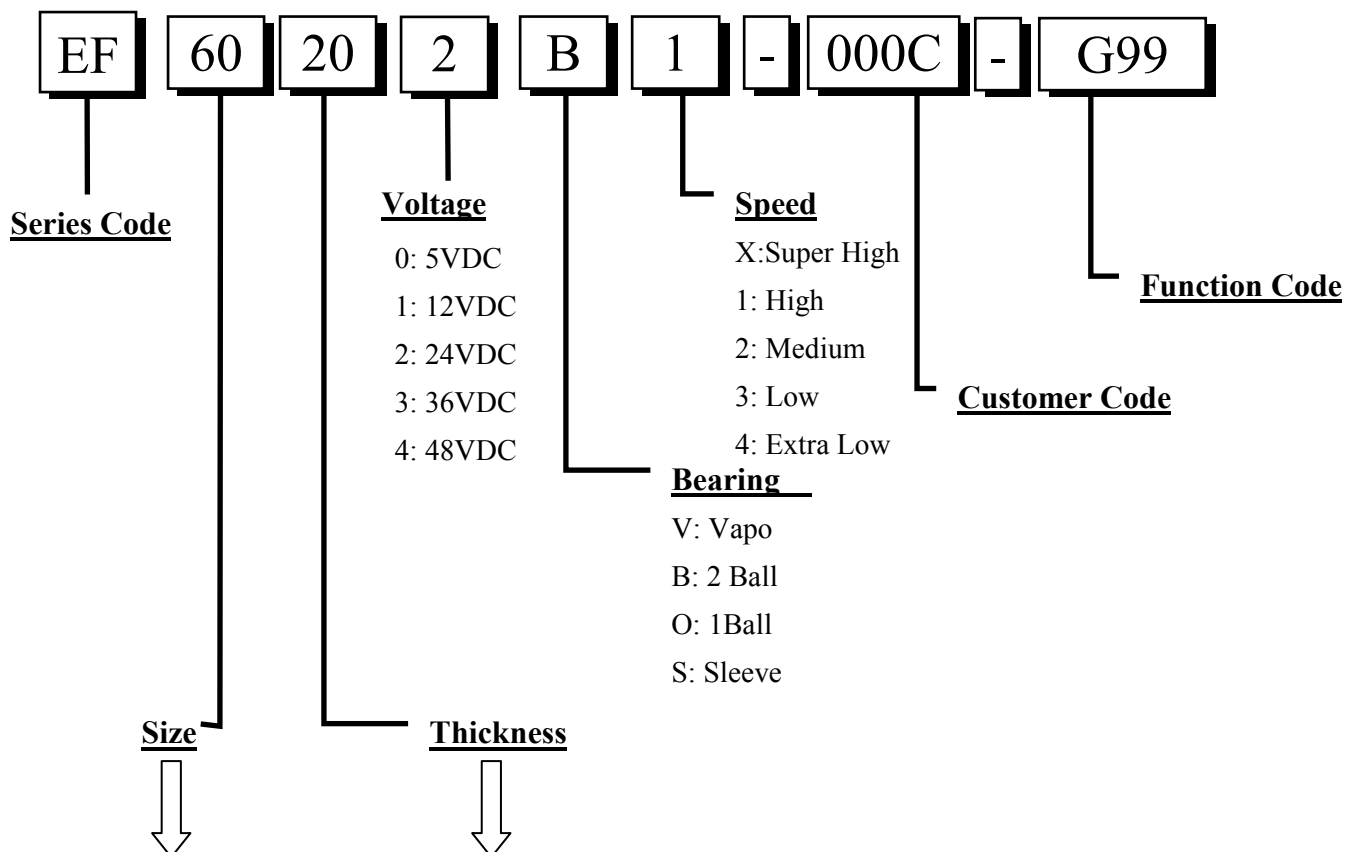 EF 60 20 2 B 1 - 000C - G99
Series Code
Voltage
0: 5VDC
1: 12VDC
2: 24VDC
3: 36VDC
4: 48VDC
Speed
X:Super High
1: High
2: Medium
3: Low
4: Extra Low
Function Code
Customer Code
Bearing
V: Vapo
B: 2 Ball
O: 1Ball
S: Sleeve
Size
Thickness